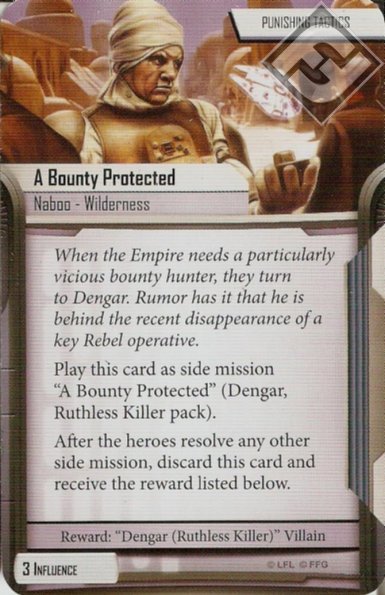 PUNISHING TACTICS
A Bounty Protected
Naboo - Wilderness
When the Empire needs a particularly
vicious bounty hunter, they turn
to Dengar. Rumor has it that he is
behind the recent disappearance of a
key Rebel operative.
Play this card as side mission
“A Bounty Protected” (Dengar,
Ruthless Killer pack).
After the heroes resolve any other
side mission, discard this card and
receive the reward listed below.
Reward: “Dengar (Ruthless Killer)” Villain
3 INFLUENCE
© LFL © FFG